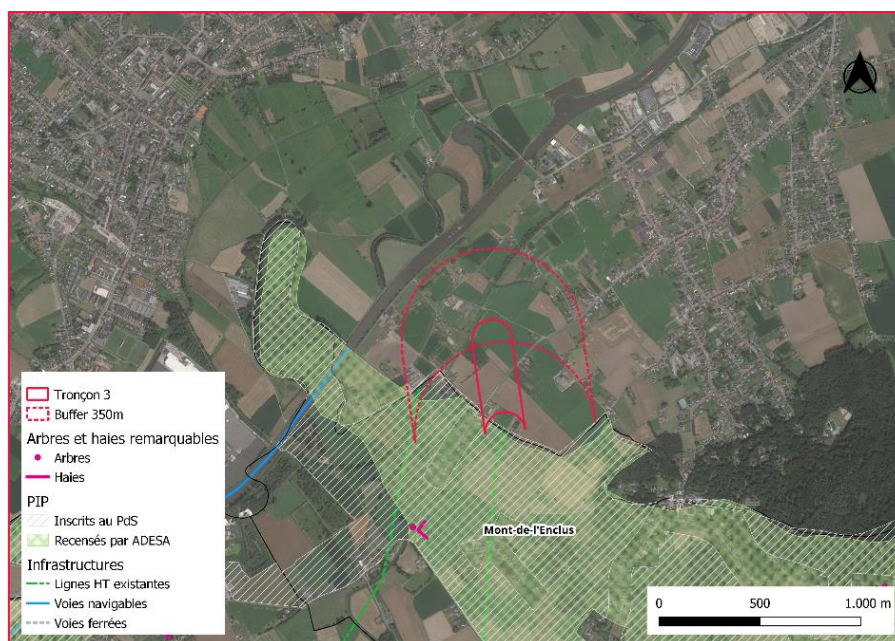 Tronçon 3
Buffer 350m
Arbres et haies remarquables
Arbres
Haies
PIP
Inscrits au PdS
Recensés par ADESA
Infrastructures
Lignes HT existantes
Voies navigables
Voies ferrées
Mont-de-l'Enclus
0 500 1.000 m